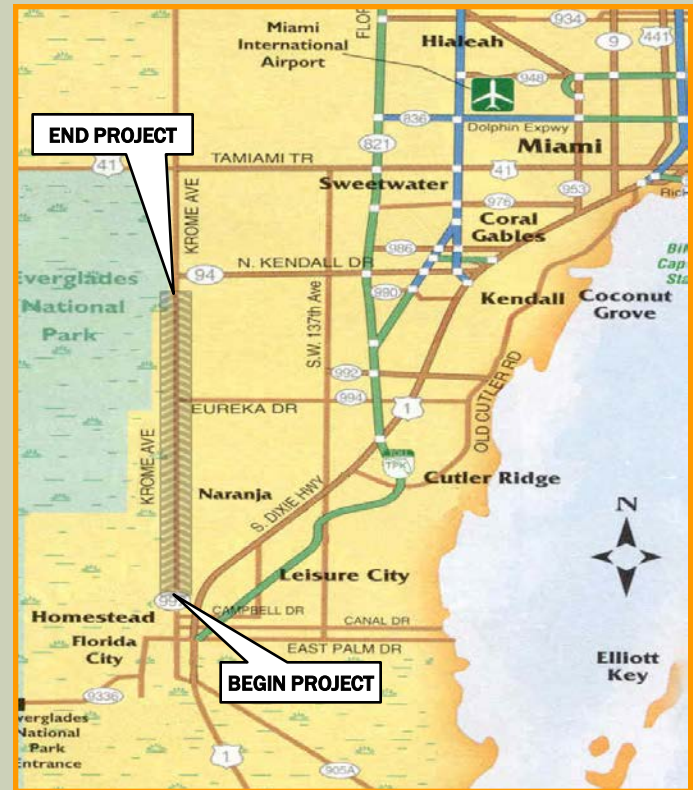 Miami
International
Airport
FLOR
934
Hialeah
9
441
948
836
Dolphin Expwy
END PROJECT
821
Miami
41
TAMIAMI TR
41
Sweetwater
953
976
KROME AVE
Coral
Gables
986
94
N. KENDALL DR
Everglades
National
Park
S.W. 137th Ave
990
Kendall
Coconut
Grove
992
994
1
EUREKA DR
OLD CUTLER RD
KROME AVE
TOLL
TPK
Cutler Ridge
Naranja
S. DIXIE HWY
N
Leisure City
CAMPBELL DR
Homestead
CANAL DR
Florida
City
EAST PALM DR
Elliott
Key
BEGIN PROJECT
9336
verglades
National
Park
Entrance
1
905A